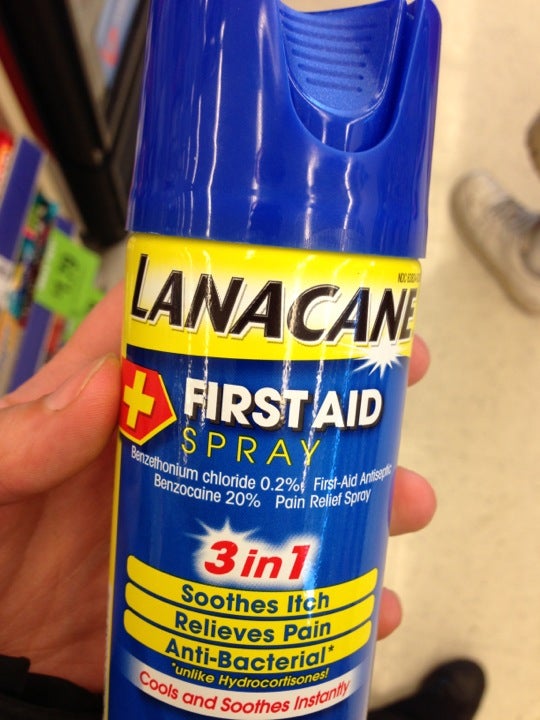 NDC
LANACANE
FIRST AID
SPRAY
Benzethonium chloride 0.2% First-Aid Antiseptic
Benzocaine 20% Pain Relief Spray
3 in 1
Soothes Itch
Relieves Pain
Anti-Bacterial*
*unlike Hydrocortisones!
Cools and Soothes Instantly